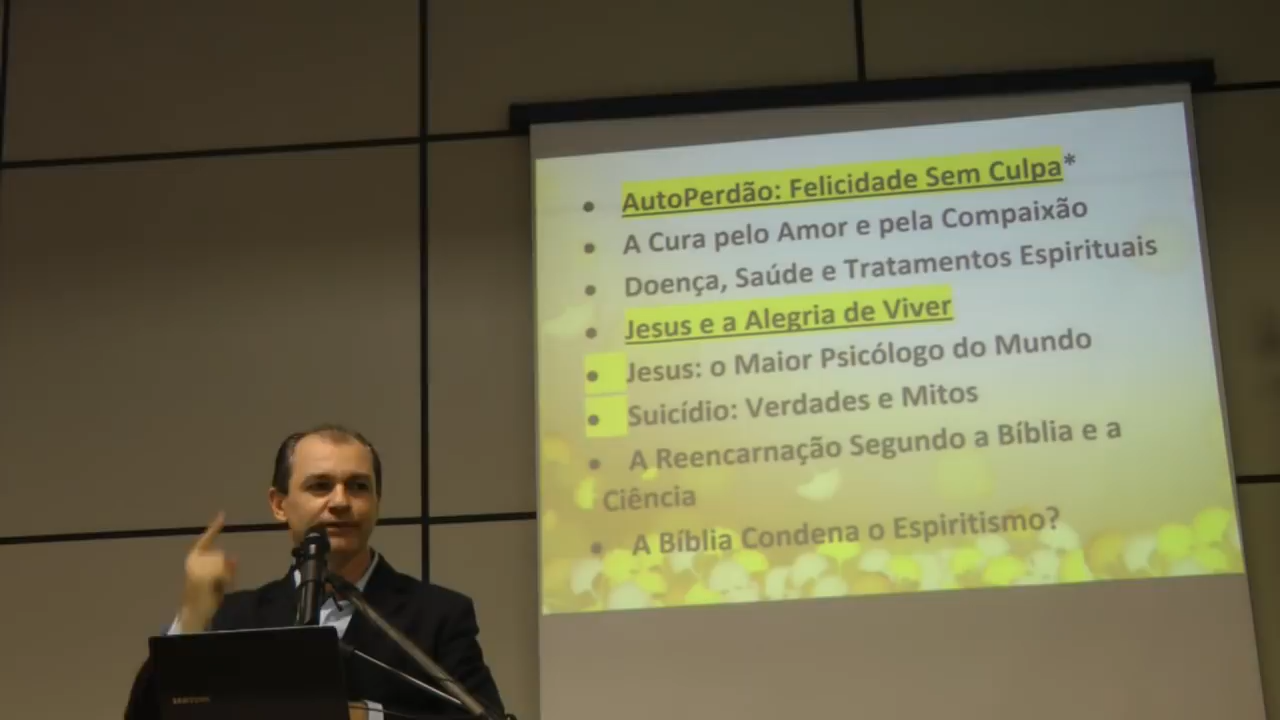 • AutoPerdão: Felicidade Sem Culpa*
• A Cura pelo Amor e pela Compaixão
• Doença, Saúde e Tratamentos Espirituais
• Jesus e a Alegria de Viver
• Jesus: o Maior Psicólogo do Mundo
• Suicídio: Verdades e Mitos
• A Reencarnação Segundo a Bíblia e a
Ciência
• A Bíblia Condena o Espiritismo?
SAMSUNG